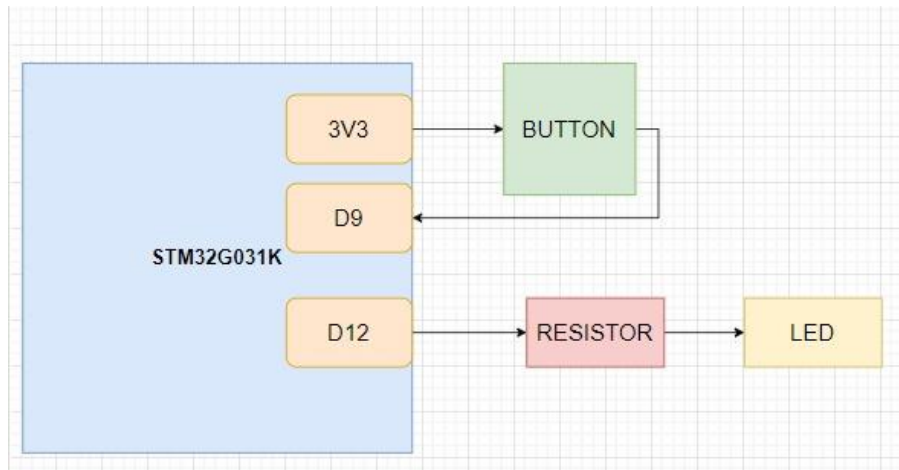 3V3
BUTTON
D9
STM32G031K
D12
RESISTOR
LED